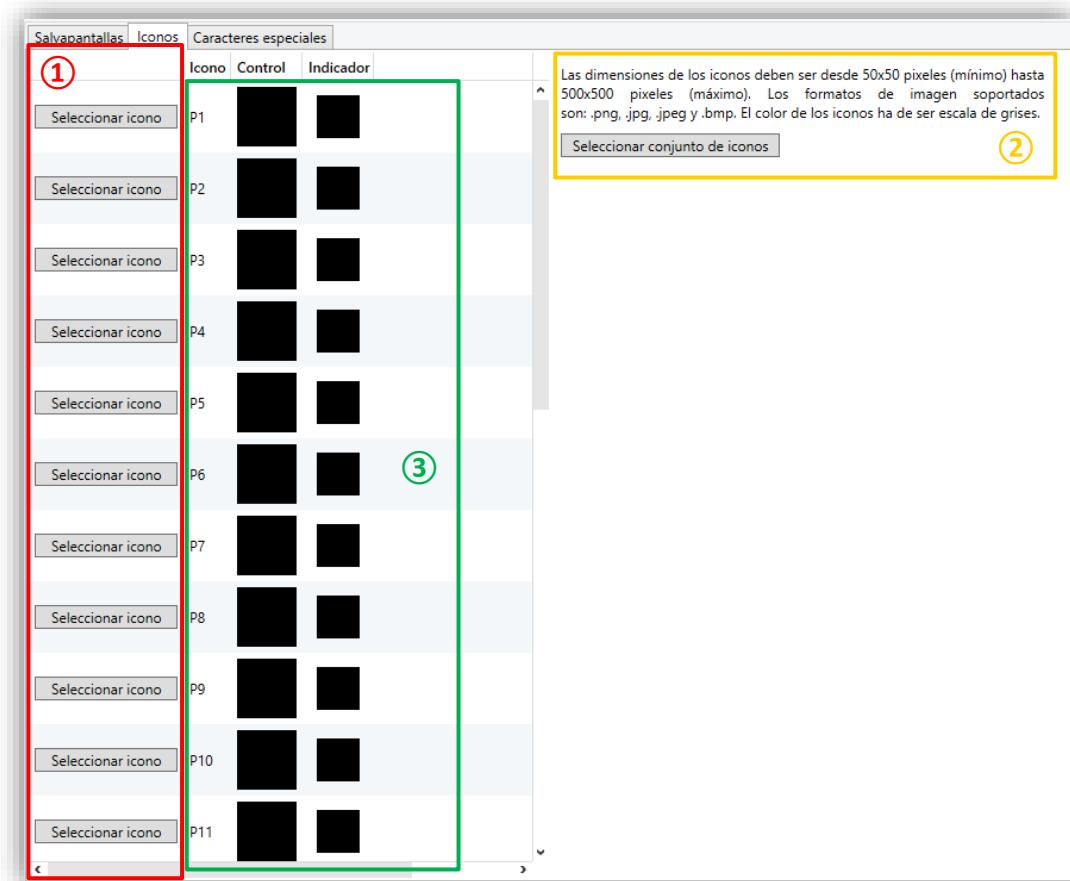 Salvapantallas Iconos Caracteres especiales
①
Icono Control Indicador
Seleccionar icono P1
Seleccionar icono P2
Seleccionar icono P3
Seleccionar icono P4
Seleccionar icono P5
Seleccionar icono P6
③
Seleccionar icono P7
Seleccionar icono P8
Seleccionar icono P9
Seleccionar icono P10
Seleccionar icono P11
Las dimensiones de los iconos deben ser desde 50x50 pixeles (mínimo) hasta
500x500 pixeles (máximo). Los formatos de imagen soportados
son: .png, .jpg, .jpeg y .bmp. El color de los iconos ha de ser escala de grises.
Seleccionar conjunto de iconos
②